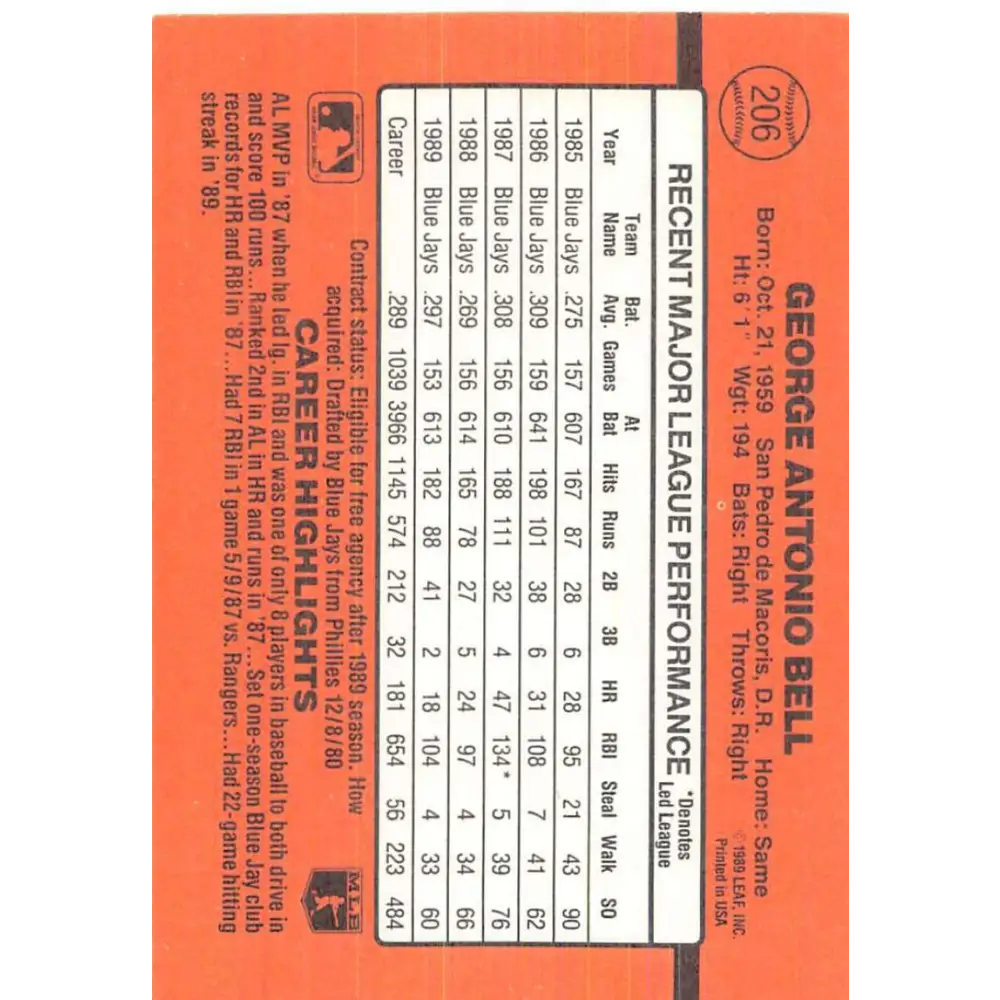 206
GEORGE ANTONIO BELL
Born: Oct. 21, 1959 San Pedro de Macoris, D.R. Home: Same
Ht: 6'1" Wgt: 194 Bats: Right Throws: Right
© 1989 LEAF, INC.
Printed in USA
RECENT MAJOR LEAGUE PERFORMANCE *Denotes Led League
Year Team Name Bat. Avg. Games At Bat Hits Runs 2B 3B HR RBI Steal Walk SO
1985 Blue Jays .275 157 607 167 87 28 6 28 95 21 43 90
1986 Blue Jays .309 159 641 198 101 38 6 31 108 7 41 62
1987 Blue Jays .308 156 610 188 111 32 4 47 134* 5 39 76
1988 Blue Jays .269 156 614 165 78 27 5 24 97 4 34 66
1989 Blue Jays .297 153 613 182 88 41 2 18 104 4 33 60
Career .289 1039 3966 1145 574 212 32 181 654 56 223 484
Contract status: Eligible for free agency after 1989 season. How
acquired: Drafted by Blue Jays from Phillies 12/8/80
MLB
CAREER HIGHLIGHTS
AL MVP in '87 when he led lg. in RBI and was one of only 8 players in baseball to both drive in
and score 100 runs...Ranked 2nd in AL in HR and runs in '87...Set one-season Blue Jay club
records for HR and RBI in '87...Had 7 RBI in 1 game 5/9/87 vs. Rangers...Had 22-game hitting
streak in '89.